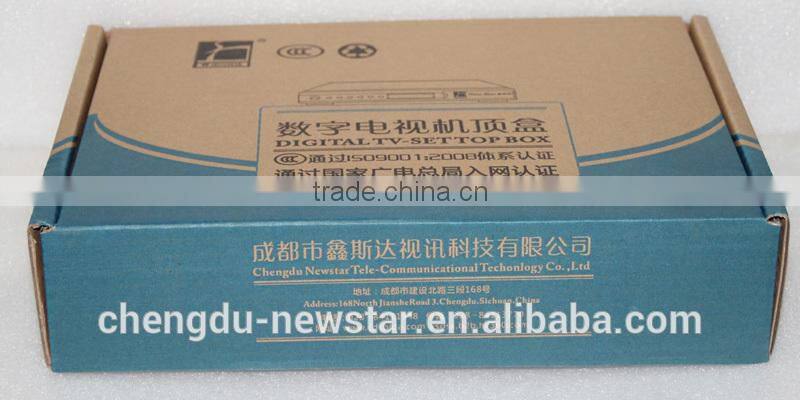 数字电视机顶盒
DIGITAL TV-SET TOP BOX
通过ISO9001:2008体系认证
通过国家广电总局入网认证
trade.china.cn
成都市鑫斯达视讯科技有限公司
Chengdu Newstar Tele-Communicational Techonlogy Co.,Ltd
地址:成都市建设北路三段168号
Address:168North JiansheRoad 3.Chengdu.Sichuan.China
chengdu-newstar.en.alibaba.com